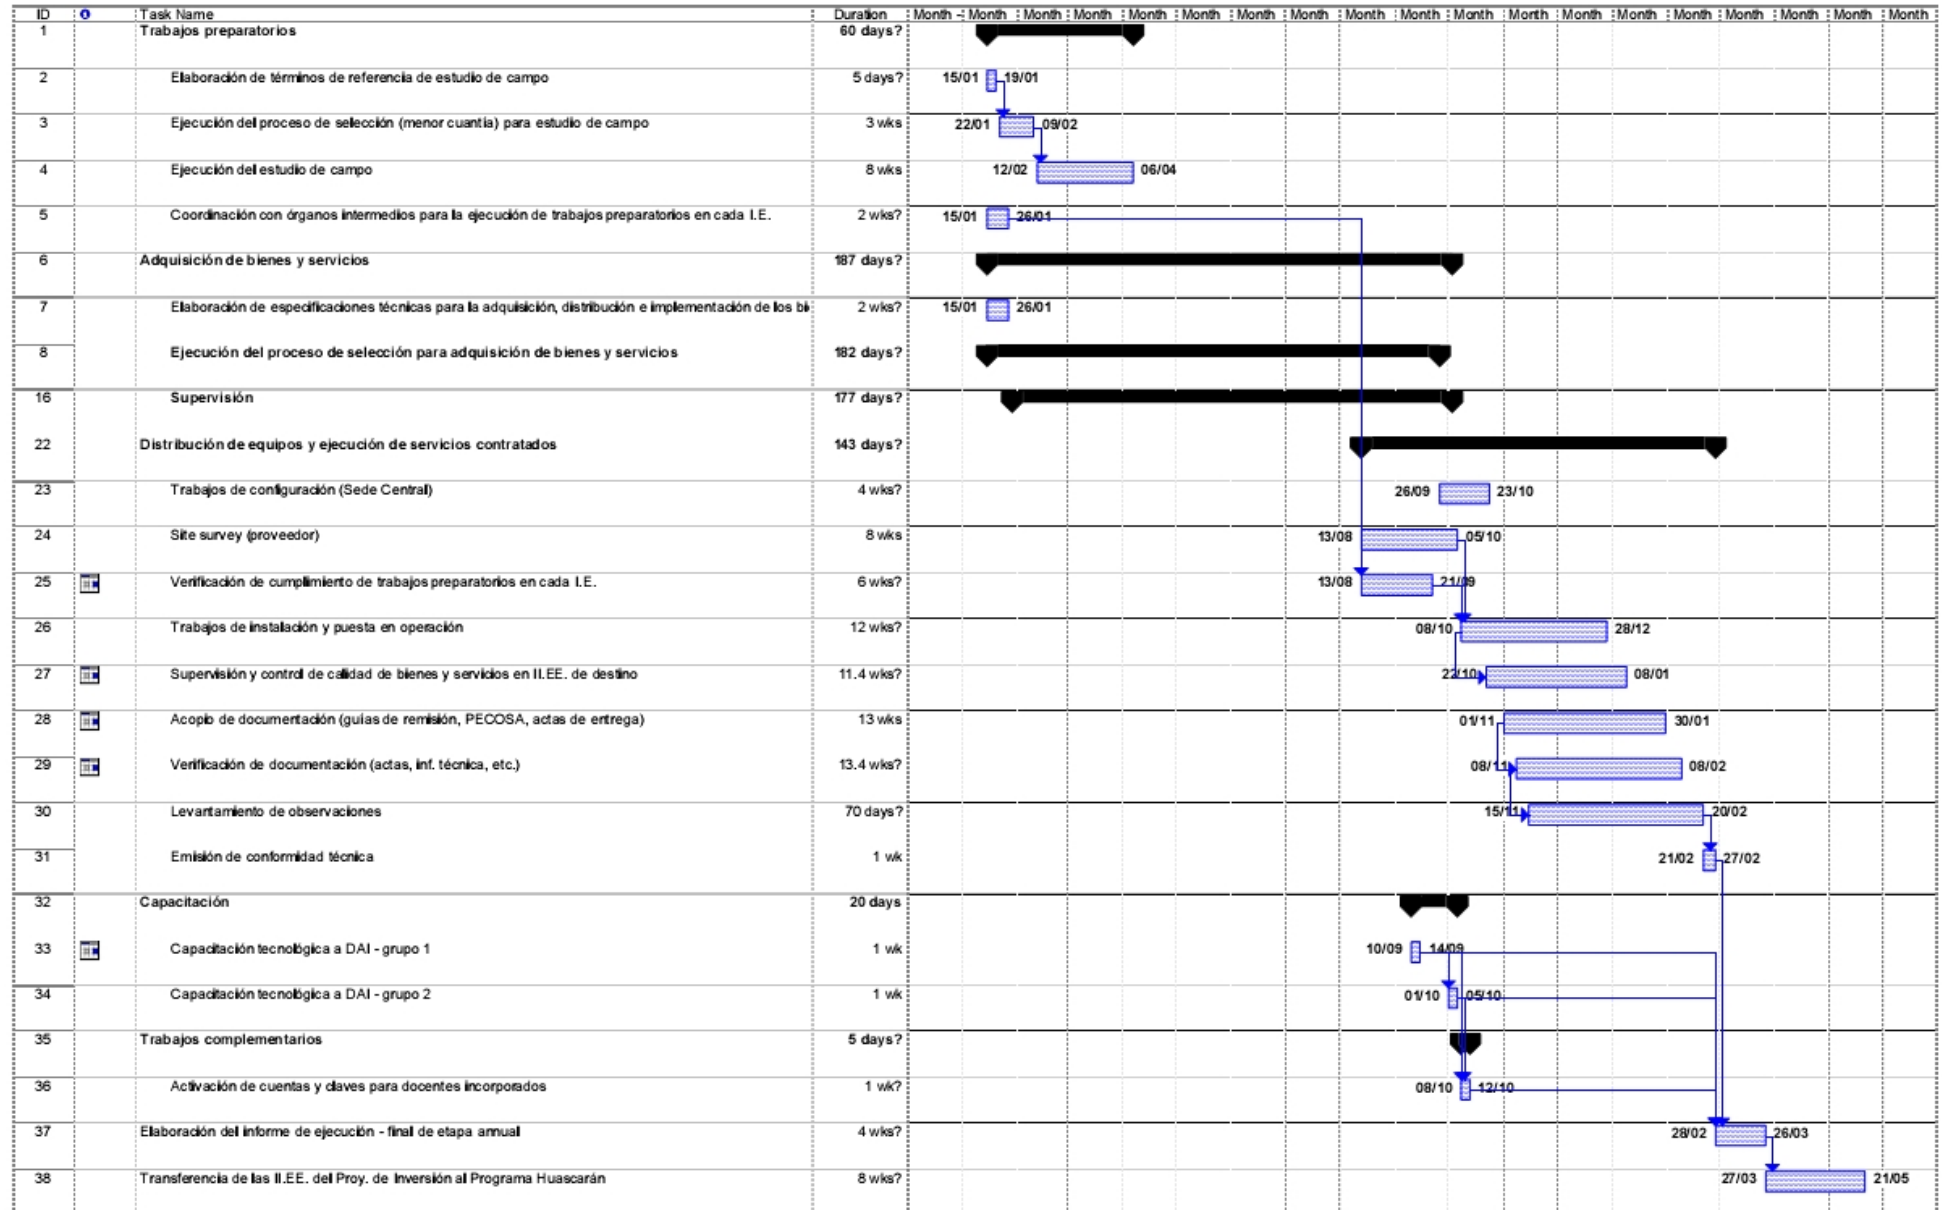 ID Task Name Duration Month - Month Month Month Month Month Month Month Month Month Month Month Month Month Month Month Month Month
1 Trabajos preparatorios 60 days?
2 Elaboración de términos de referencia de estudio de campo 5 days? 15/01 19/01
3 Ejecución del proceso de selección (menor cuantía) para estudio de campo 3 wks 22/01 09/02
4 Ejecución del estudio de campo 8 wks 12/02 06/04
5 Coordinación con órganos intermedios para la ejecución de trabajos preparatorios en cada I.E. 2 wks? 15/01 26/01
6 Adquisición de bienes y servicios 187 days?
7 Elaboración de especificaciones técnicas para la adquisición, distribución e implementación de los bi 2 wks? 15/01 26/01
8 Ejecución del proceso de selección para adquisición de bienes y servicios 182 days?
16 Supervisión 177 days?
22 Distribución de equipos y ejecución de servicios contratados 143 days?
23 Trabajos de configuración (Sede Central) 4 wks? 26/09 23/10
24 Site survey (proveedor) 8 wks 13/08 05/10
25 Verificación de cumplimiento de trabajos preparatorios en cada I.E. 6 wks? 13/08 21/09
26 Trabajos de instalación y puesta en operación 12 wks? 08/10 28/12
27 Supervisión y control de calidad de bienes y servicios en II.EE. de destino 11.4 wks? 22/10 08/01
28 Acopio de documentación (guías de remisión, PECOSA, actas de entrega) 13 wks 01/11 30/01
29 Verificación de documentación (actas, inf. técnica, etc.) 13.4 wks? 08/11 08/02
30 Levantamiento de observaciones 70 days? 15/11 20/02
31 Emisión de conformidad técnica 1 wk 21/02 27/02
32 Capacitación 20 days
33 Capacitación tecnológica a DAI - grupo 1 1 wk 10/09 14/09
34 Capacitación tecnológica a DAI - grupo 2 1 wk 01/10 05/10
35 Trabajos complementarios 5 days?
36 Activación de cuentas y claves para docentes incorporados 1 wk? 08/10 12/10
37 Elaboración del informe de ejecución - final de etapa annual 4 wks? 28/02 26/03
38 Transferencia de las II.EE. del Proy. de Inversión al Programa Huascarán 8 wks? 27/03 21/05